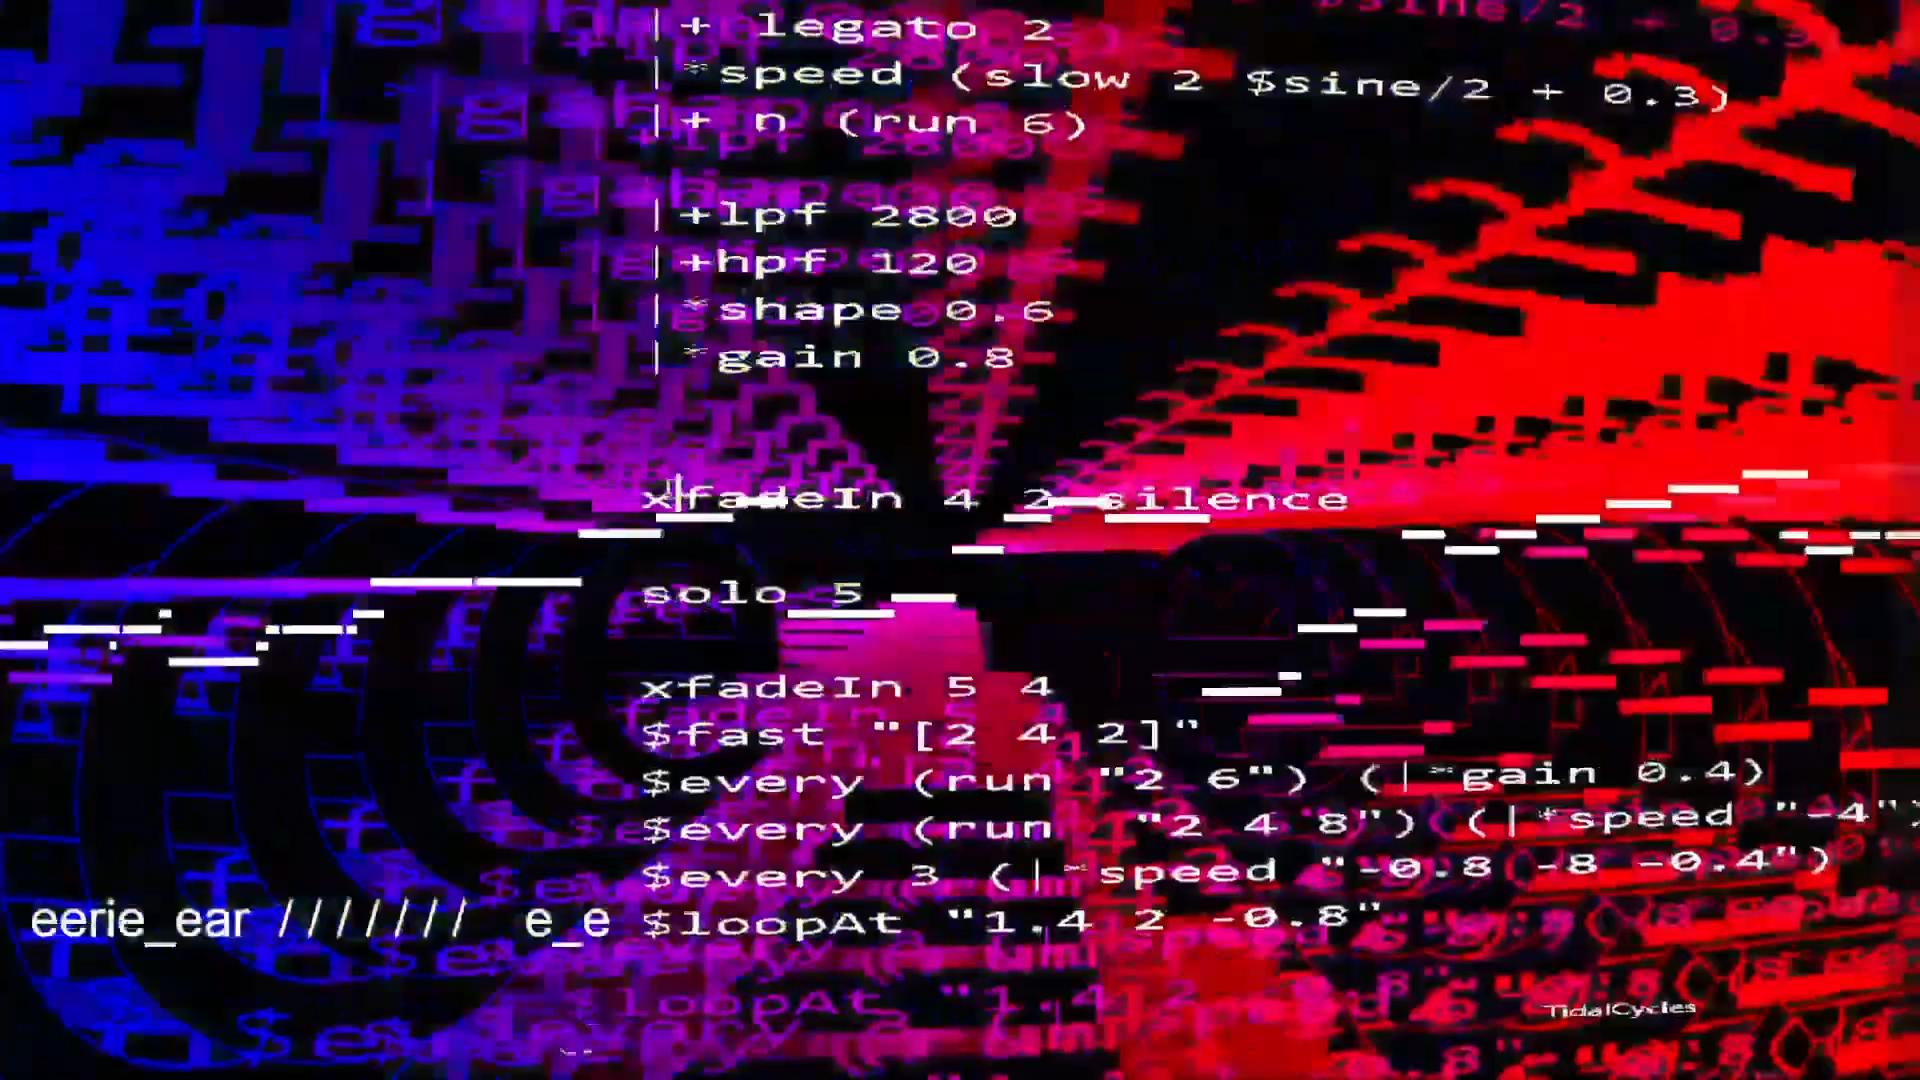 |+ legato 2
|*speed (slow 2 $sine/2 + 0.3)
|+ n (run 6)
|+lpf 2800
|+hpf 120
|*shape 0.6
|*gain 0.8
xfadeIn 4 2 silence
solo 5
xfadeIn 5 4
$fast "[2 4 2]"
$every (run "2 6") (|*gain 0.4)
$every (run "2 4 8") (|*speed "-4")
$every 3 (|*speed "-0.8 -8 -0.4")
$loopAt "1.4 2 -0.8"
eerie_ear /////// e_e
TidalCycles